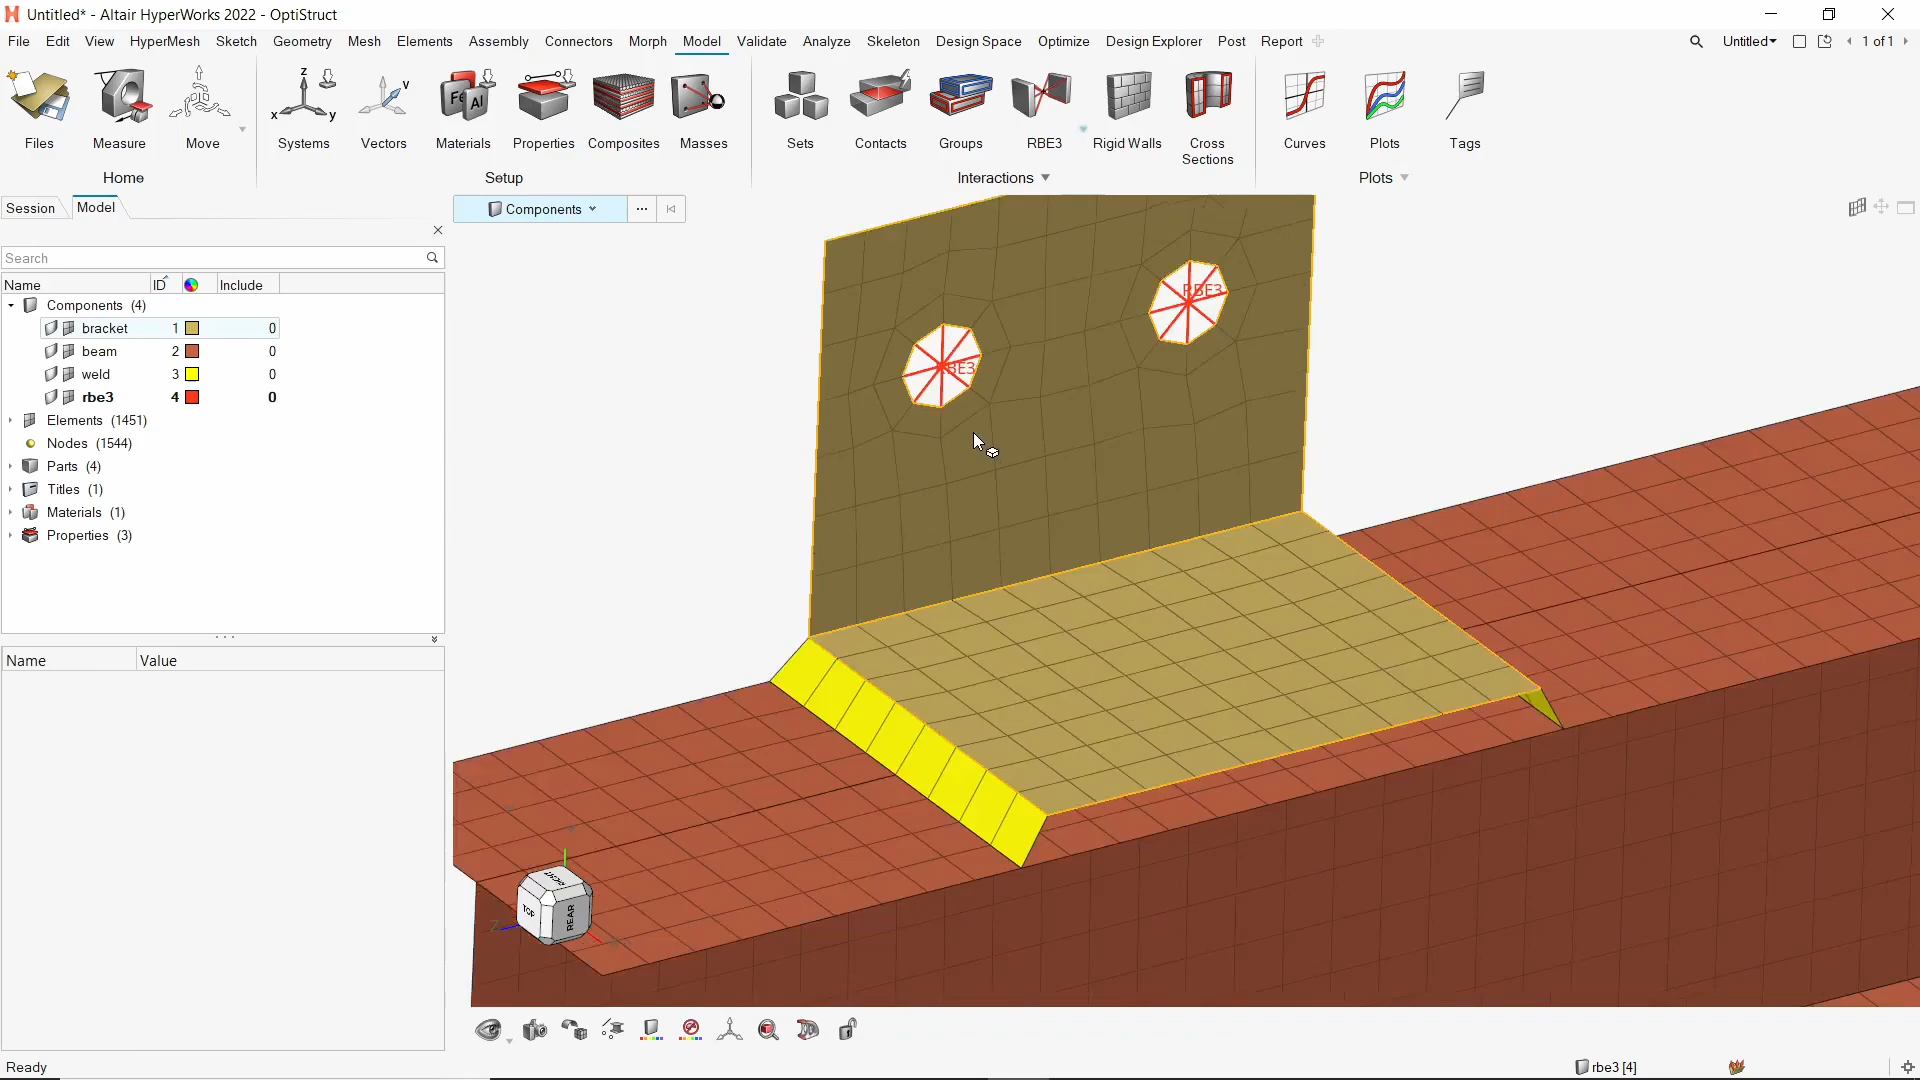 Untitled* - Altair HyperWorks 2022 - OptiStruct
File Edit View HyperMesh Sketch Geometry Mesh Elements Assembly Connectors Morph Model Validate Analyze Skeleton Design Space Optimize Design Explorer Post Report Untitled 1 of 1
Files Measure Move Systems Vectors Materials Properties Composites Masses Sets Contacts Groups RBE3 Rigid Walls Cross Sections Curves Plots Tags
Home Setup Interactions Plots
Session Model
Components
Search
Name ID Include
Components (4)
bracket 1 0
beam 2 0
weld 3 0
rbe3 4 0
Elements (1451)
Nodes (1544)
Parts (4)
Titles (1)
Materials (1)
Properties (3)
Name Value
RBE3
RBE3
RIGHT
TOP
REAR
Z
Ready
rbe3 [4]